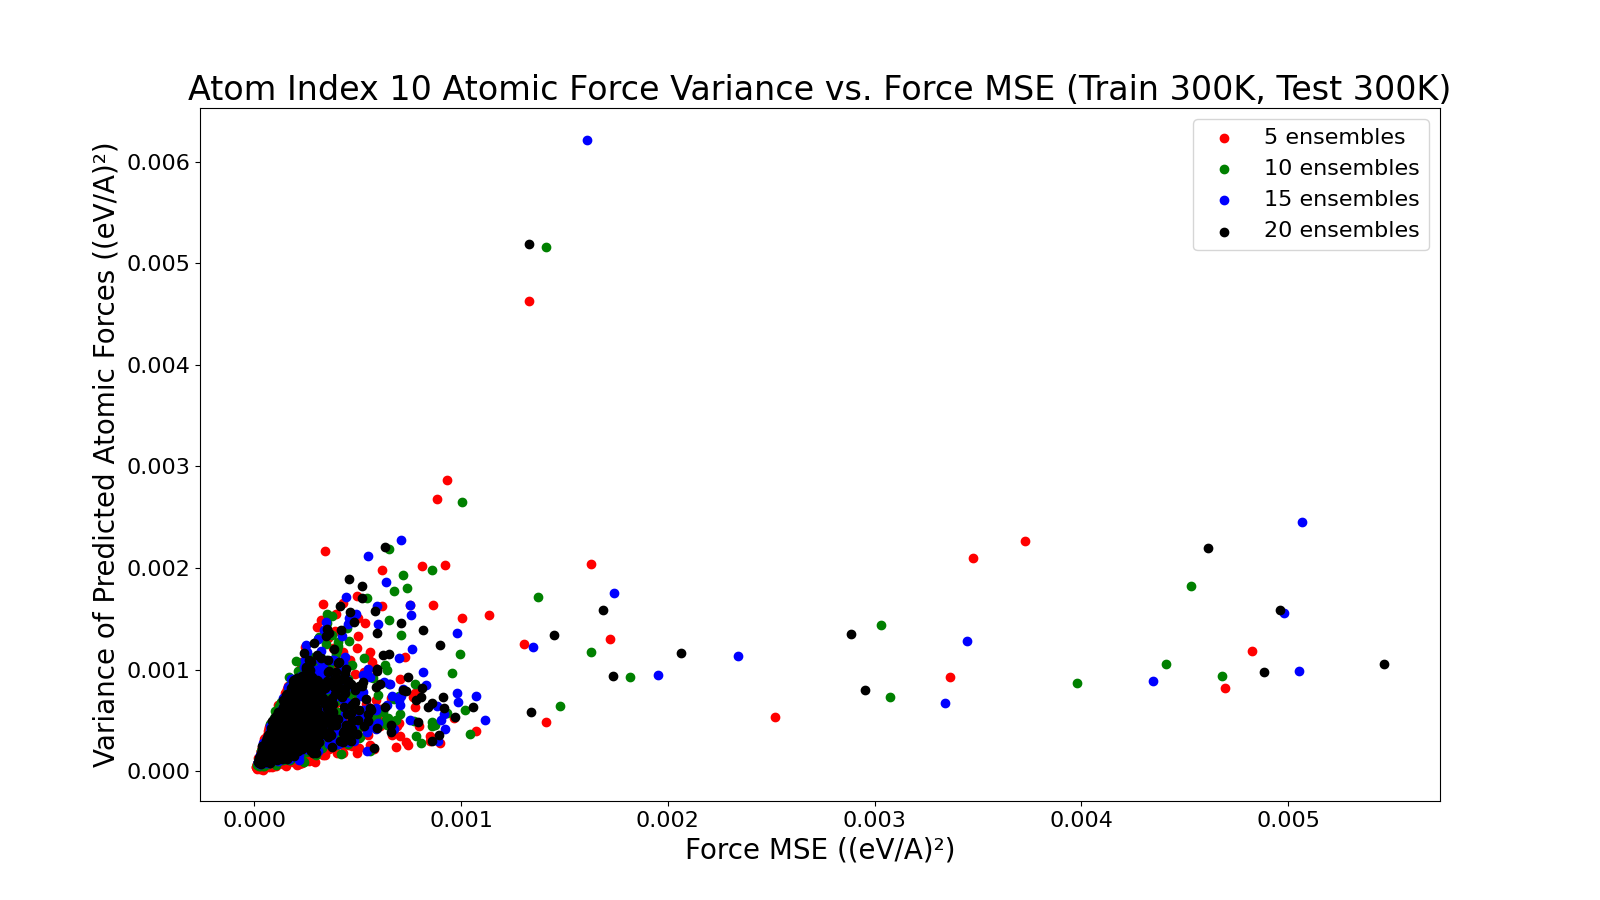 Atom Index 10 Atomic Force Variance vs. Force MSE (Train 300K, Test 300K)
5 ensembles
10 ensembles
15 ensembles
20 ensembles
Variance of Predicted Atomic Forces ((eV/A)²)
0.006
0.005
0.004
0.003
0.002
0.001
0.000
0.000 0.001 0.002 0.003 0.004 0.005
Force MSE ((eV/A)²)